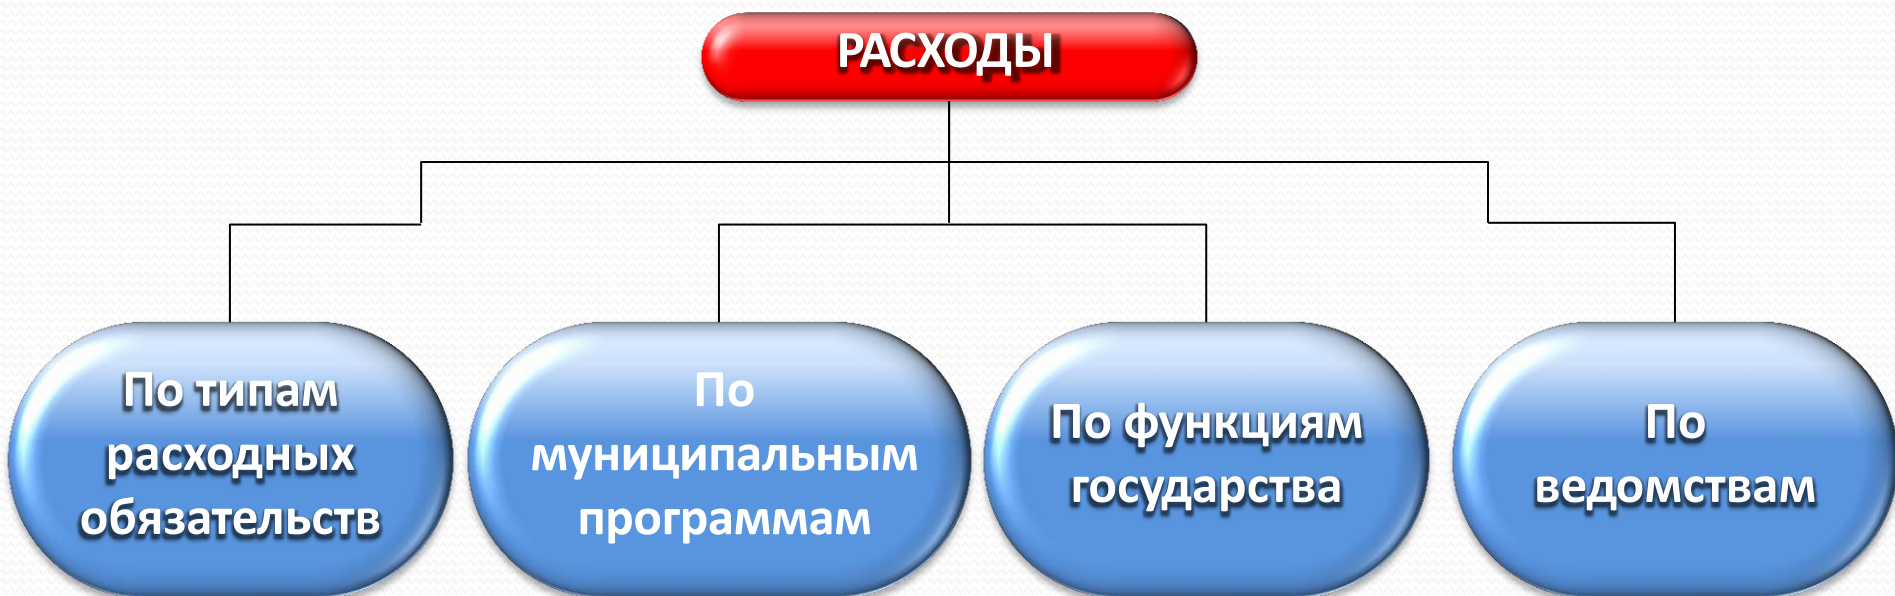 РАСХОДЫ
По типам
расходных
обязательств
По
муниципальным
программам
По функциям
государства
По
ведомствам